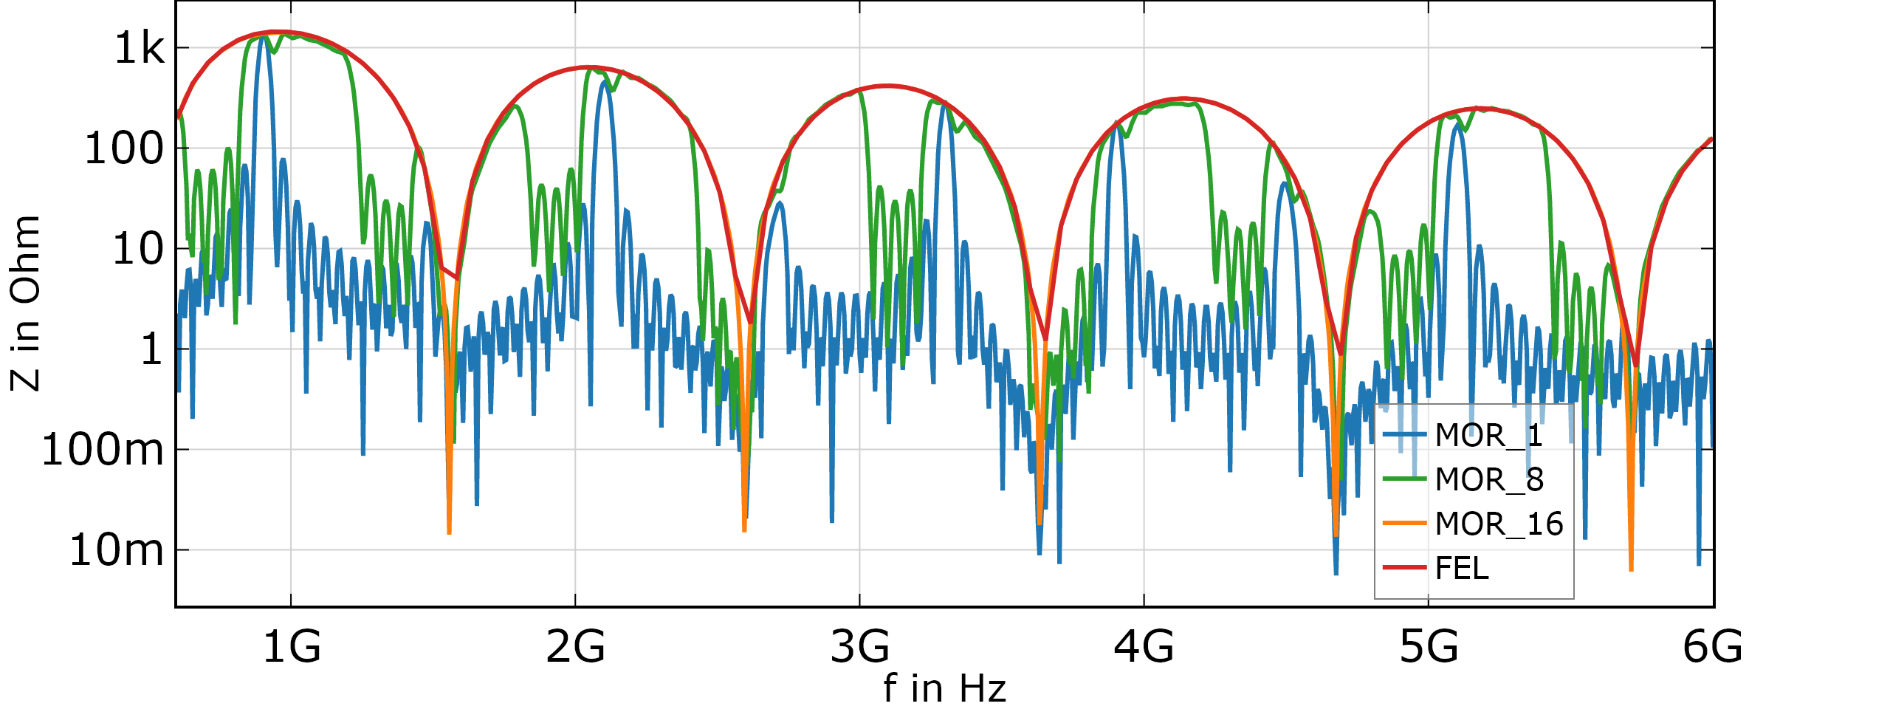 1k
100
10
1
100m
10m
Z in Ohm
MOR_1
MOR_8
MOR_16
FEL
1G 2G 3G 4G 5G 6G
f in Hz